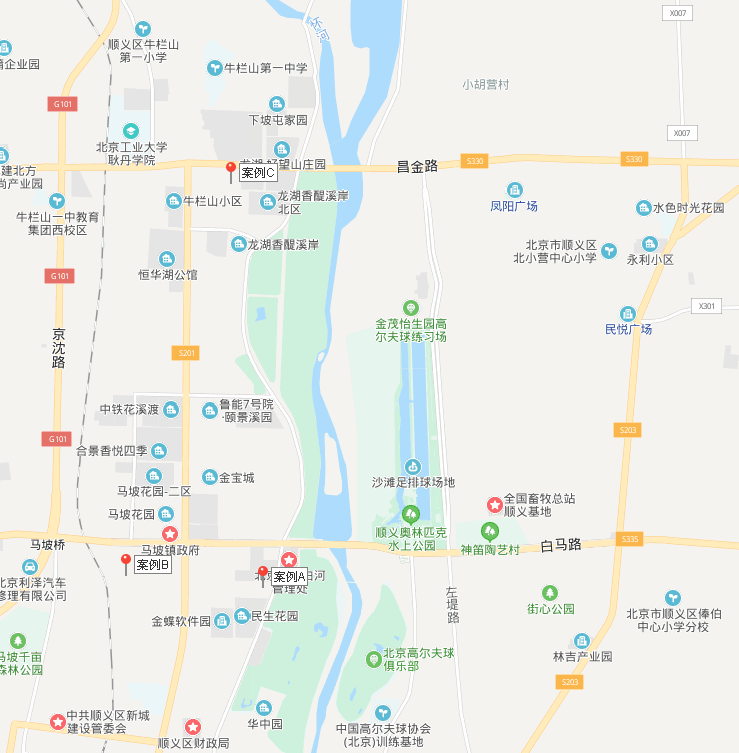 怀河
X007
顺义区牛栏山
第一小学
企业园
牛栏山第一中学
小胡营村
G101
下坡屯家园
X007
北京工业大学
耿丹学院
龙湖·好望山庄园
昌金路
S330
S330
建北方
尚产业园
案例C
牛栏山一中教育
集团西校区
牛栏山小区
龙湖香醍溪岸
北区
凤阳广场
水色时光花园
龙湖香醍溪岸
北京市顺义区
北小营中心小学
永利小区
恒华湖公馆
G101
X301
金茂怡生园高
尔夫球练习场
民悦广场
京沈路
S201
中铁花溪渡
鲁能7号院
·颐景溪园
G101
S203
合景香悦四季
马坡花园-二区
金宝城
沙滩足排球场地
马坡花园
全国畜牧总站
顺义基地
顺义奥林匹克
水上公园
神笛陶艺村
马坡桥
马坡镇政府
白马路
S335
案例B
北京
白河
管理处
案例A
北京利泽汽车
修理有限公司
左堤路
街心公园
北京市顺义区俸伯
中心小学分校
金蝶软件园
民生花园
马坡千亩
森林公园
北京高尔夫球
俱乐部
林吉产业园
S203
中共顺义区新城
建设管委会
华中园
顺义区财政局
中国高尔夫球协会
(北京)训练基地